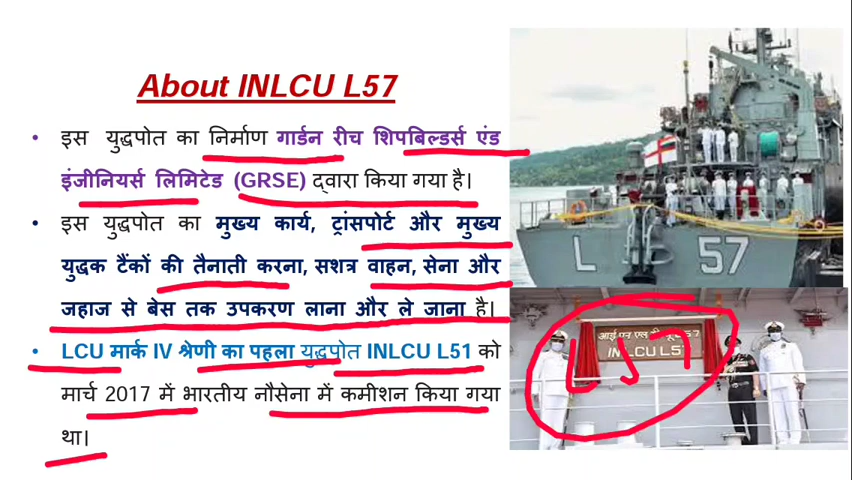 About INLCU L57
• इस युद्धपोत का निर्माण गार्डन रीच शिपबिल्डर्स एंड
इंजीनियर्स लिमिटेड (GRSE) द्वारा किया गया है।
• इस युद्धपोत का मुख्य कार्य, ट्रांसपोर्ट और मुख्य
युद्धक टैंकों की तैनाती करना, सशत्र वाहन, सेना और
जहाज से बेस तक उपकरण लाना और ले जाना है।
• LCU मार्क IV श्रेणी का पहला युद्धपोत INLCU L51 को
मार्च 2017 में भारतीय नौसेना में कमीशन किया गया
था।
L 57
INLCU L57